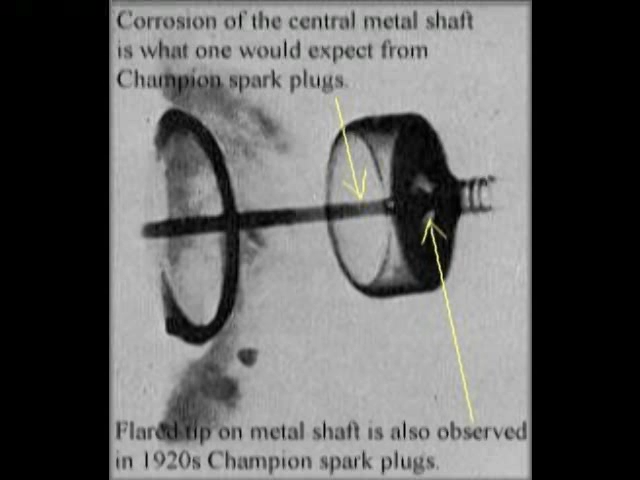 Corrosion of the central metal shaft
is what one would expect from
Champion spark plugs.
Flared tip on metal shaft is also observed
in 1920s Champion spark plugs.